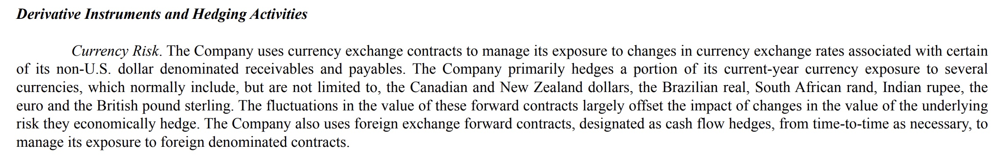 Derivative Instruments and Hedging Activities
Currency Risk. The Company uses currency exchange contracts to manage its exposure to changes in currency exchange rates associated with certain
of its non-U.S. dollar denominated receivables and payables. The Company primarily hedges a portion of its current-year currency exposure to several
currencies, which normally include, but are not limited to, the Canadian and New Zealand dollars, the Brazilian real, South African rand, Indian rupee, the
euro and the British pound sterling. The fluctuations in the value of these forward contracts largely offset the impact of changes in the value of the underlying
risk they economically hedge. The Company also uses foreign exchange forward contracts, designated as cash flow hedges, from time-to-time as necessary, to
manage its exposure to foreign denominated contracts.